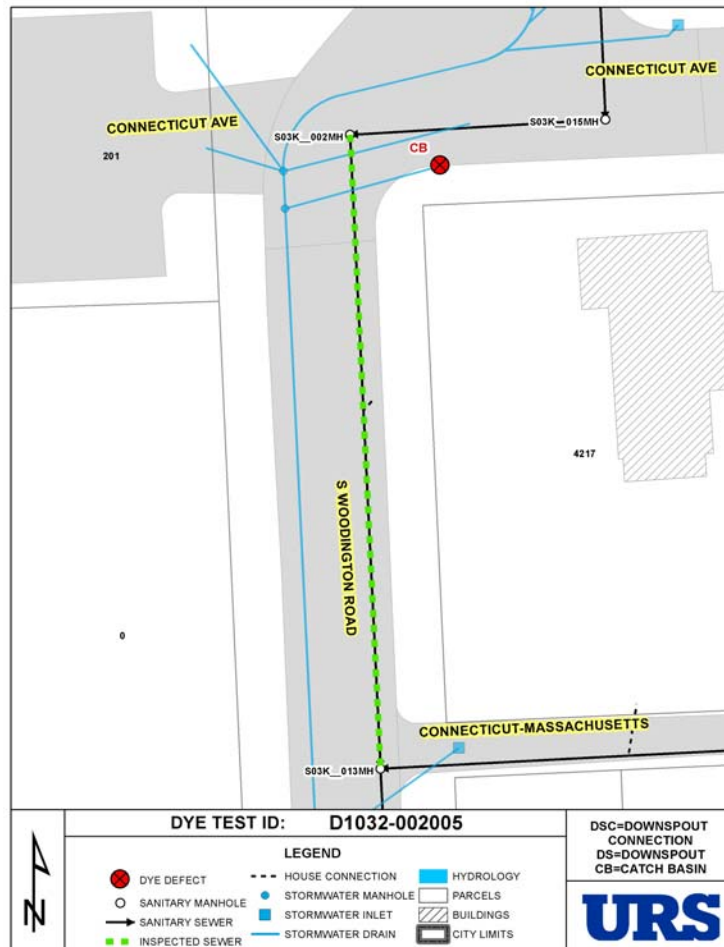 CONNECTICUT AVE
CONNECTICUT AVE
S03K__002MH
S03K__015MH
CB
201
4217
S WOODINGTON ROAD
0
CONNECTICUT-MASSACHUSETTS
S03K__013MH
DYE TEST ID: D1032-002005
LEGEND
DYE DEFECT
SANITARY MANHOLE
SANITARY SEWER
INSPECTED SEWER
HOUSE CONNECTION
STORMWATER MANHOLE
STORMWATER INLET
STORMWATER DRAIN
HYDROLOGY
PARCELS
BUILDINGS
CITY LIMITS
DSC=DOWNSPOUT
CONNECTION
DS=DOWNSPOUT
CB=CATCH BASIN
N
URS